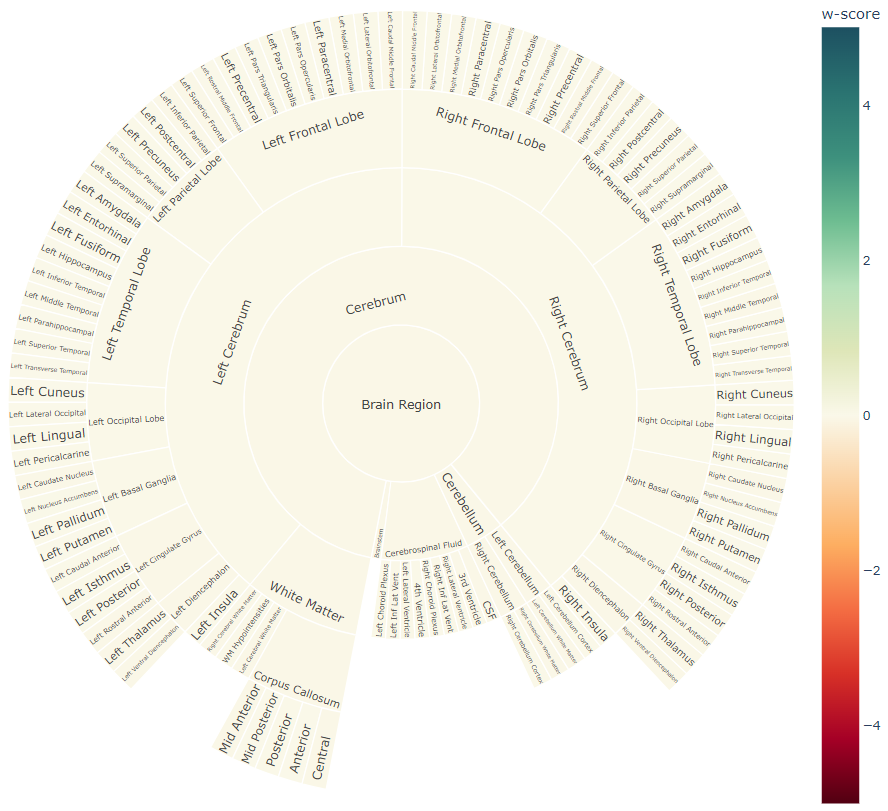 w-score
4
2
0
−2
−4
Brain Region
Cerebrum
Left Cerebrum
Right Cerebrum
Left Frontal Lobe
Left Caudal Middle Frontal
Left Lateral Orbitofrontal
Left Medial Orbitofrontal
Left Paracentral
Left Pars Opercularis
Left Pars Orbitalis
Left Pars Triangularis
Left Precentral
Left Rostral Middle Frontal
Left Superior Frontal
Left Parietal Lobe
Left Inferior Parietal
Left Postcentral
Left Precuneus
Left Superior Parietal
Left Supramarginal
Left Temporal Lobe
Left Amygdala
Left Entorhinal
Left Fusiform
Left Hippocampus
Left Inferior Temporal
Left Middle Temporal
Left Parahippocampal
Left Superior Temporal
Left Transverse Temporal
Left Occipital Lobe
Left Cuneus
Left Lateral Occipital
Left Lingual
Left Pericalcarine
Left Basal Ganglia
Left Caudate Nucleus
Left Nucleus Accumbens
Left Pallidum
Left Putamen
Left Cingulate Gyrus
Left Caudal Anterior
Left Isthmus
Left Posterior
Left Rostral Anterior
Left Diencephalon
Left Thalamus
Left Ventral Diencephalon
Left Insula
White Matter
Right Cerebral White Matter
WM Hypointensities
Left Cerebral White Matter
Corpus Callosum
Mid Anterior
Mid Posterior
Posterior
Anterior
Central
Brainstem
Cerebrospinal Fluid
Left Choroid Plexus
Left Inf Lat Vent
Left Lateral Ventricle
4th Ventricle
Right Choroid Plexus
Right Inf Lat Vent
Right Lateral Ventricle
3rd Ventricle
CSF
Cerebellum
Right Cerebellum
Right Cerebellum Cortex
Right Cerebellum White Matter
Left Cerebellum
Left Cerebellum White Matter
Left Cerebellum Cortex
Right Frontal Lobe
Right Caudal Middle Frontal
Right Lateral Orbitofrontal
Right Medial Orbitofrontal
Right Paracentral
Right Pars Opercularis
Right Pars Orbitalis
Right Pars Triangularis
Right Precentral
Right Rostral Middle Frontal
Right Superior Frontal
Right Parietal Lobe
Right Inferior Parietal
Right Postcentral
Right Precuneus
Right Superior Parietal
Right Supramarginal
Right Temporal Lobe
Right Amygdala
Right Entorhinal
Right Fusiform
Right Hippocampus
Right Inferior Temporal
Right Middle Temporal
Right Parahippocampal
Right Superior Temporal
Right Transverse Temporal
Right Occipital Lobe
Right Cuneus
Right Lateral Occipital
Right Lingual
Right Pericalcarine
Right Basal Ganglia
Right Caudate Nucleus
Right Nucleus Accumbens
Right Pallidum
Right Putamen
Right Cingulate Gyrus
Right Caudal Anterior
Right Isthmus
Right Posterior
Right Rostral Anterior
Right Diencephalon
Right Thalamus
Right Ventral Diencephalon
Right Insula